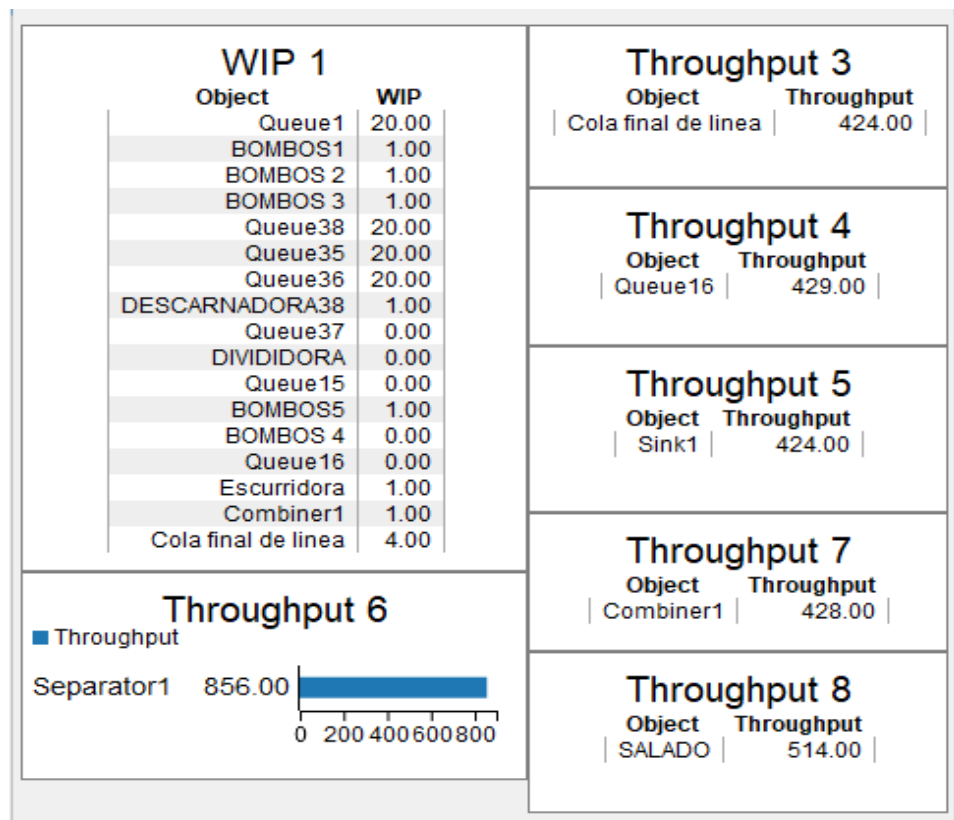 WIP 1
Object WIP
Queue1 20.00
BOMBOS1 1.00
BOMBOS 2 1.00
BOMBOS 3 1.00
Queue38 20.00
Queue35 20.00
Queue36 20.00
DESCARNADORA38 1.00
Queue37 0.00
DIVIDIDORA 0.00
Queue15 0.00
BOMBOS5 1.00
BOMBOS 4 0.00
Queue16 0.00
Escurridora 1.00
Combiner1 1.00
Cola final de linea 4.00
Throughput 6
Throughput
Separator1 856.00
0 200 400 600 800
Throughput 3
Object Throughput
Cola final de linea 424.00
Throughput 4
Object Throughput
Queue16 429.00
Throughput 5
Object Throughput
Sink1 424.00
Throughput 7
Object Throughput
Combiner1 428.00
Throughput 8
Object Throughput
SALADO 514.00